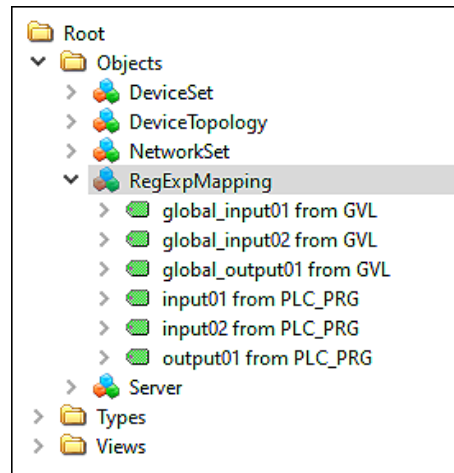 Root
Objects
DeviceSet
DeviceTopology
NetworkSet
RegExpMapping
global_input01 from GVL
global_input02 from GVL
global_output01 from GVL
input01 from PLC_PRG
input02 from PLC_PRG
output01 from PLC_PRG
Server
Types
Views